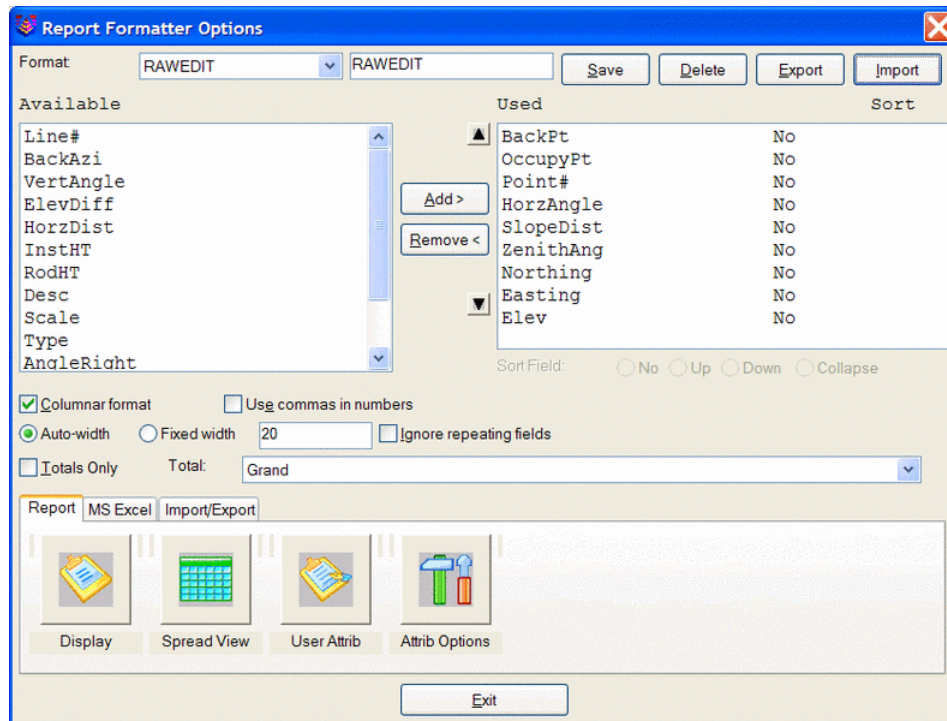 Report Formatter Options
Format: RAWEDIT RAWEDIT Save Delete Export Import
Available Used Sort
Line#
BackAzi
VertAngle
ElevDiff
HorzDist
InstHT
RodHT
Desc
Scale
Type
AngleRight
Add >
Remove <
BackPt No
OccupyPt No
Point# No
HorzAngle No
SlopeDist No
ZenithAng No
Northing No
Easting No
Elev No
Sort Field: No Up Down Collapse
Columnar format Use commas in numbers
Auto-width Fixed width 20 Ignore repeating fields
Totals Only Total: Grand
Report MS Excel Import/Export
Display Spread View User Attrib Attrib Options
Exit